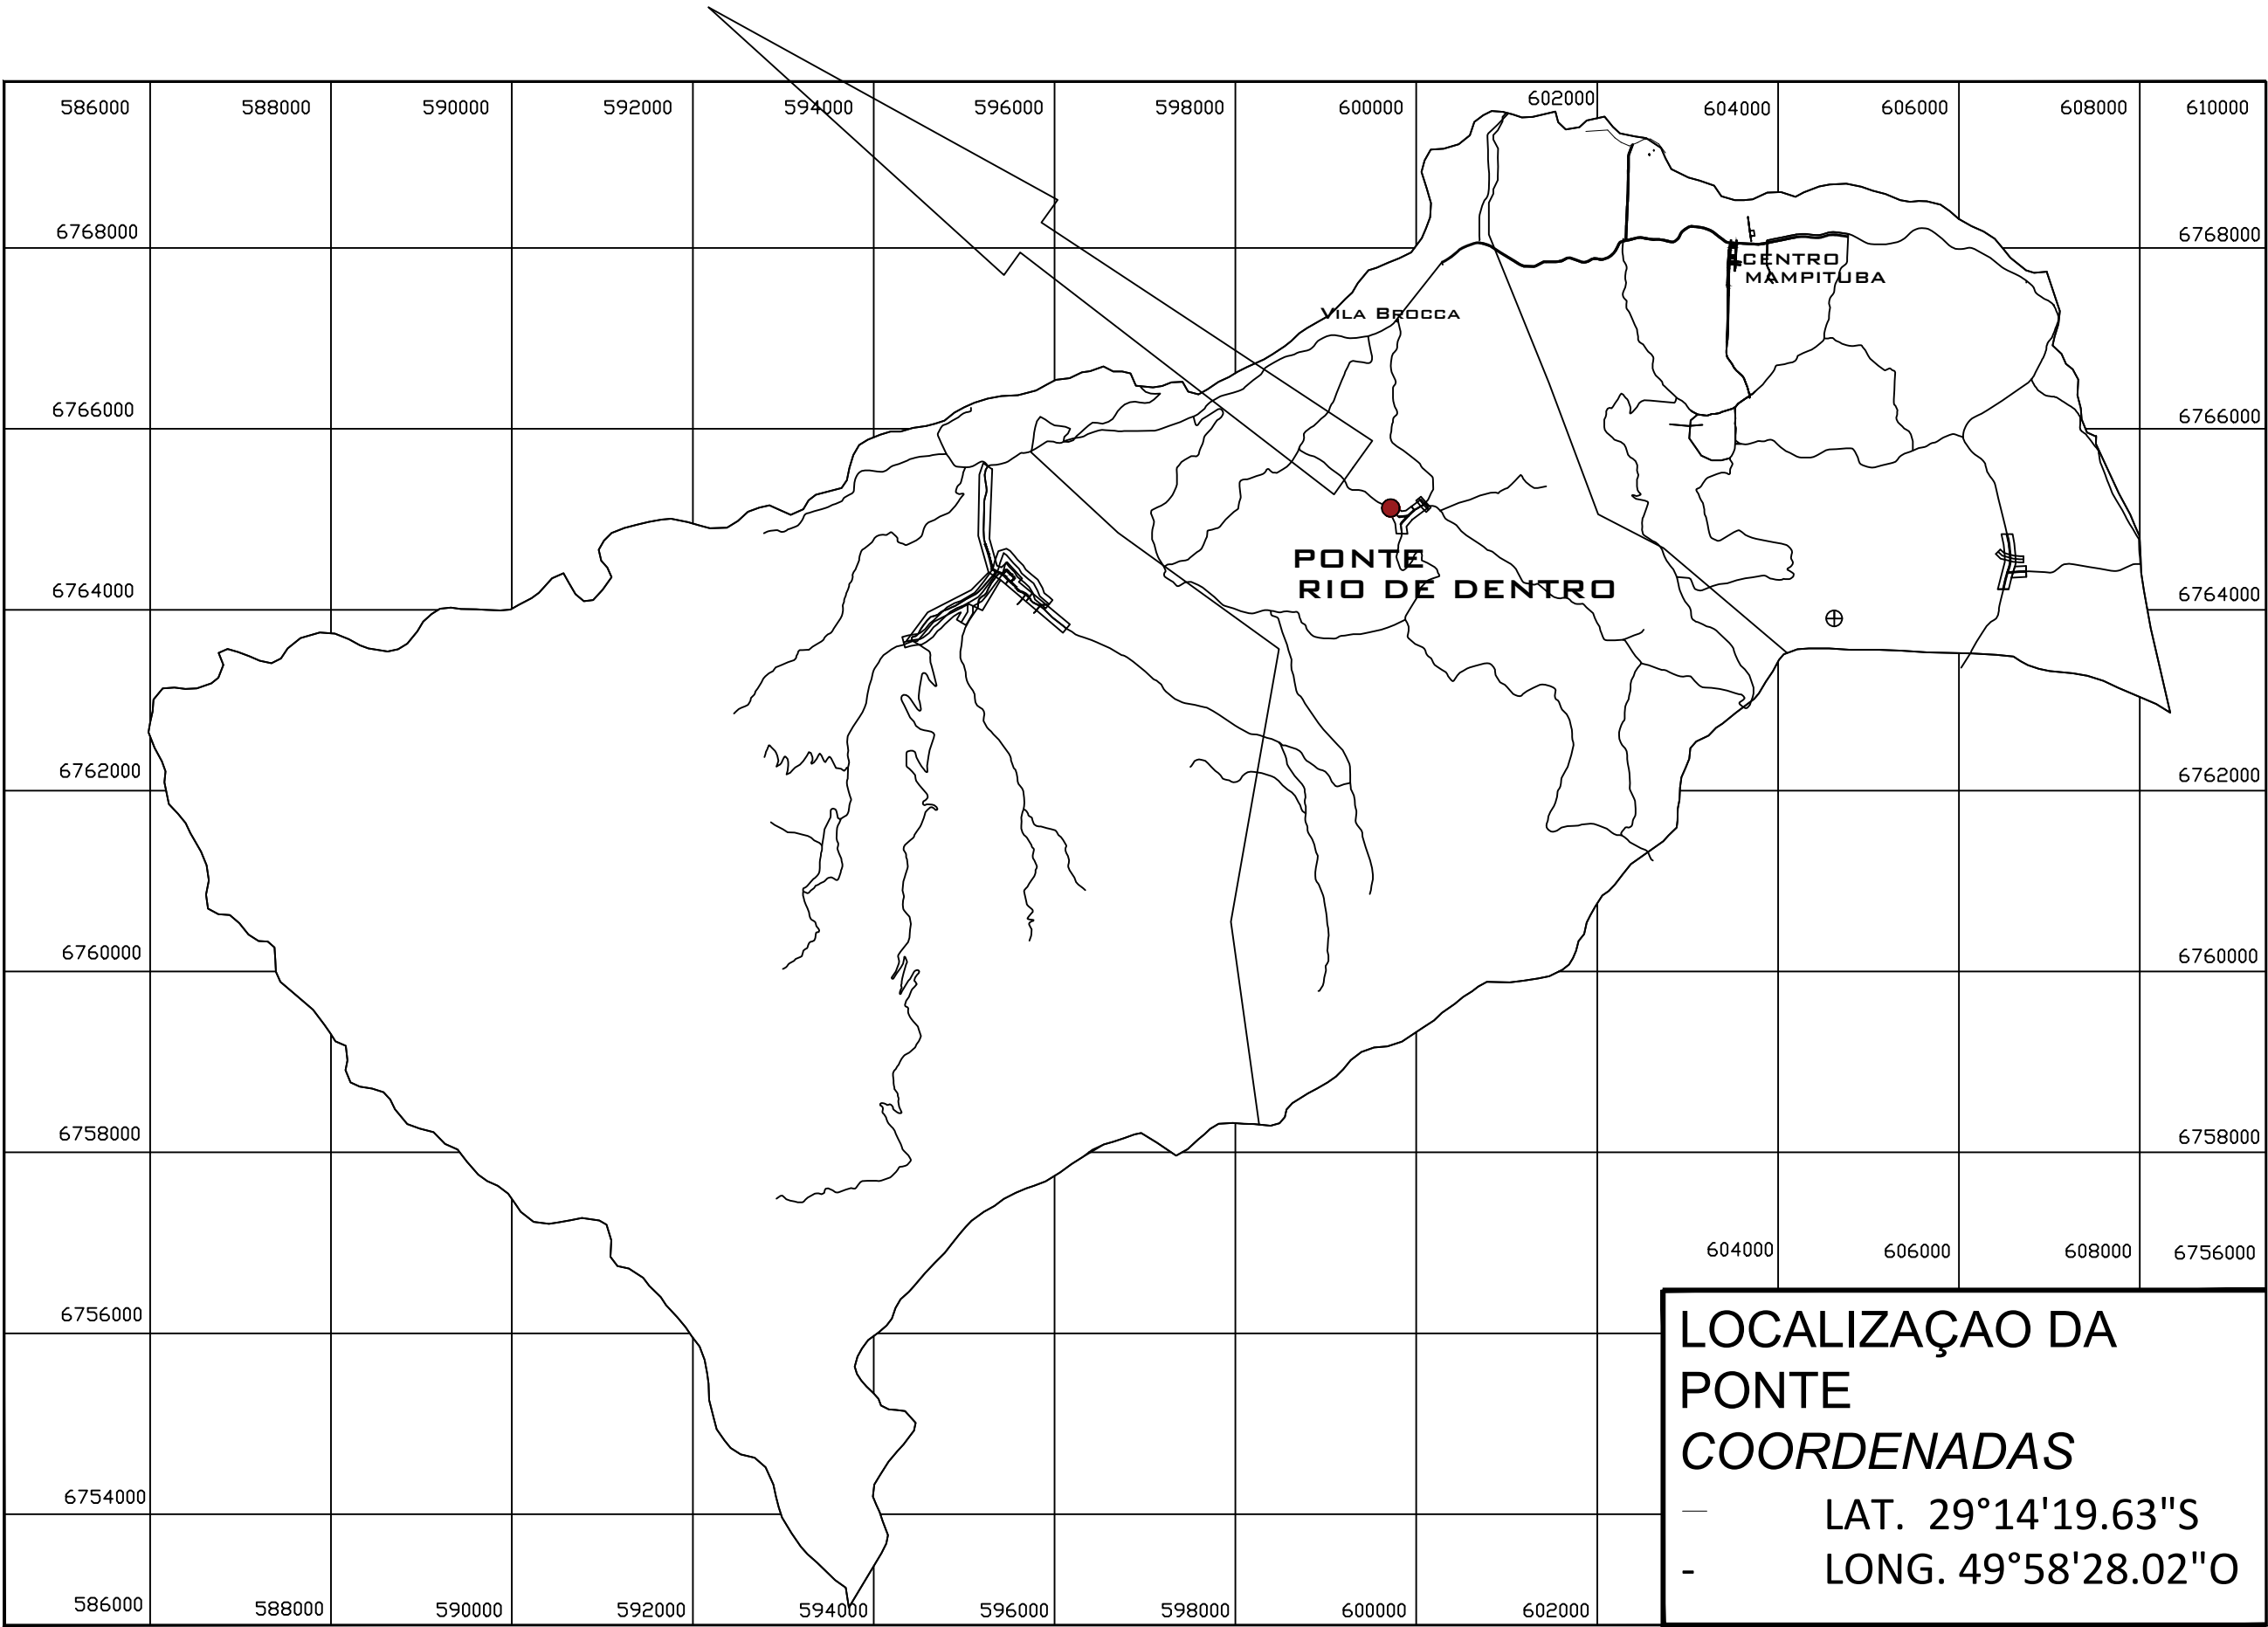 586000 588000 590000 592000 594000 596000 598000 600000 602000 604000 606000 608000 610000
6768000 6768000
CENTRO
MAMPITUBA
VILA BROCCA
6766000 6766000
PONTE
RIO DE DENTRO
6764000 6764000
6762000 6762000
6760000 6760000
6758000 6758000
604000 606000 608000 6756000
6756000
LOCALIZAÇAO DA
PONTE
COORDENADAS
6754000
LAT. 29°14'19.63"S
- LONG. 49°58'28.02"O
586000 588000 590000 592000 594000 596000 598000 600000 602000